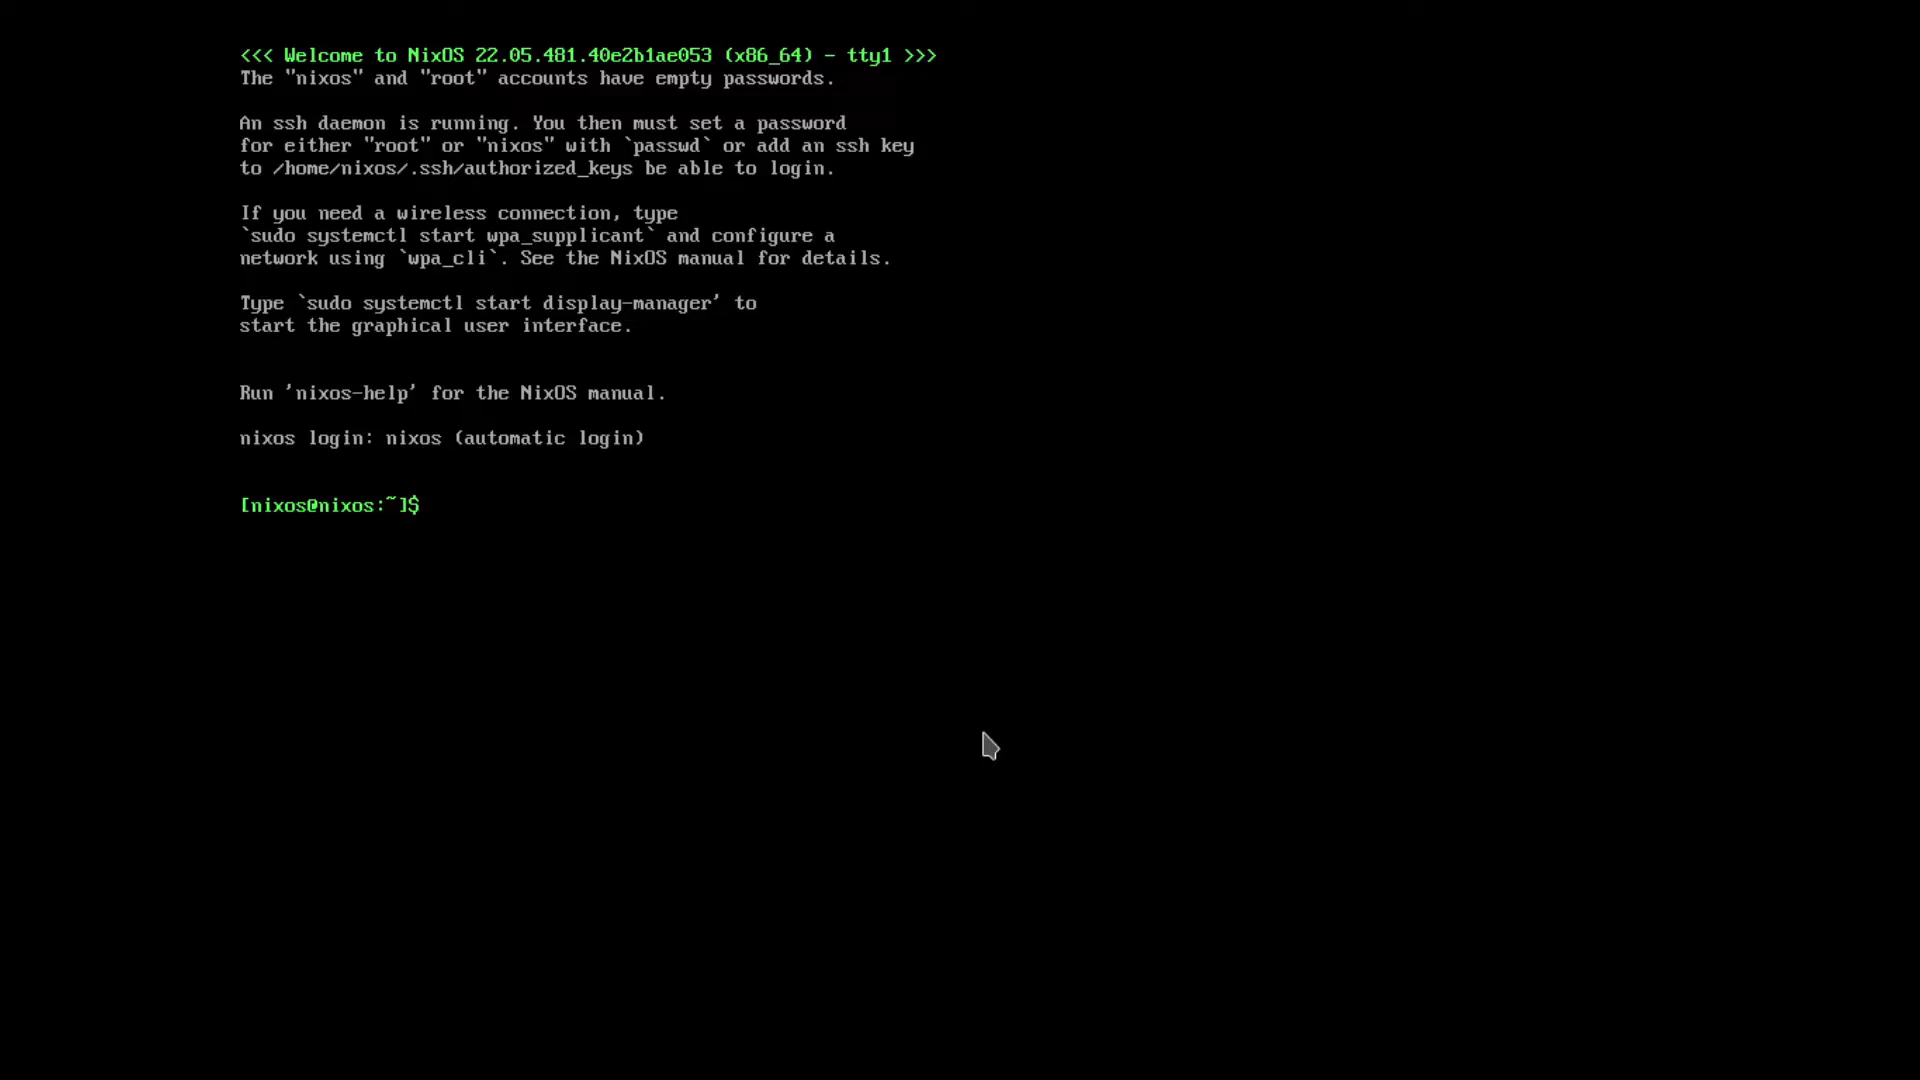 <<< Welcome to NixOS 22.05.481.40e2b1ae053 (x86_64) - tty1 >>>
The "nixos" and "root" accounts have empty passwords.
An ssh daemon is running. You then must set a password
for either "root" or "nixos" with `passwd` or add an ssh key
to /home/nixos/.ssh/authorized_keys be able to login.
If you need a wireless connection, type
`sudo systemctl start wpa_supplicant` and configure a
network using `wpa_cli`. See the NixOS manual for details.
Type `sudo systemctl start display-manager' to
start the graphical user interface.
Run 'nixos-help' for the NixOS manual.
nixos login: nixos (automatic login)
[nixos@nixos:~]$